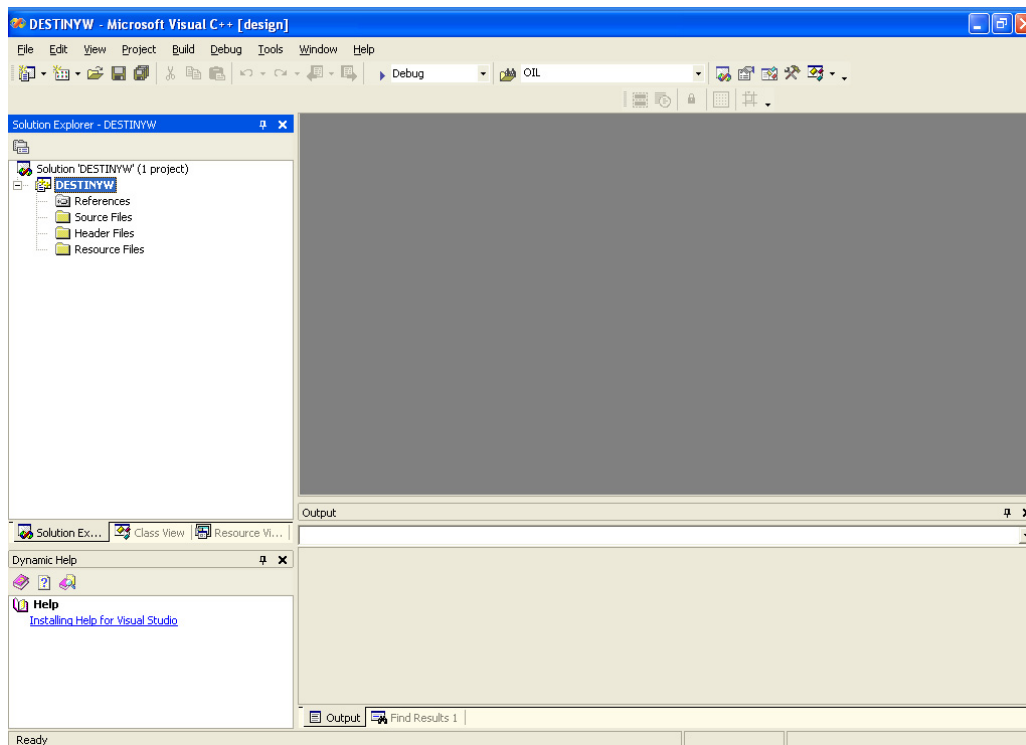 DESTINYW - Microsoft Visual C++ [design]
File Edit View Project Build Debug Tools Window Help
Debug OIL
Solution Explorer - DESTINYW
Solution 'DESTINYW' (1 project)
DESTINYW
References
Source Files
Header Files
Resource Files
Solution Ex... Class View Resource Vi...
Output
Dynamic Help
Help
Installing Help for Visual Studio
Output Find Results 1
Ready